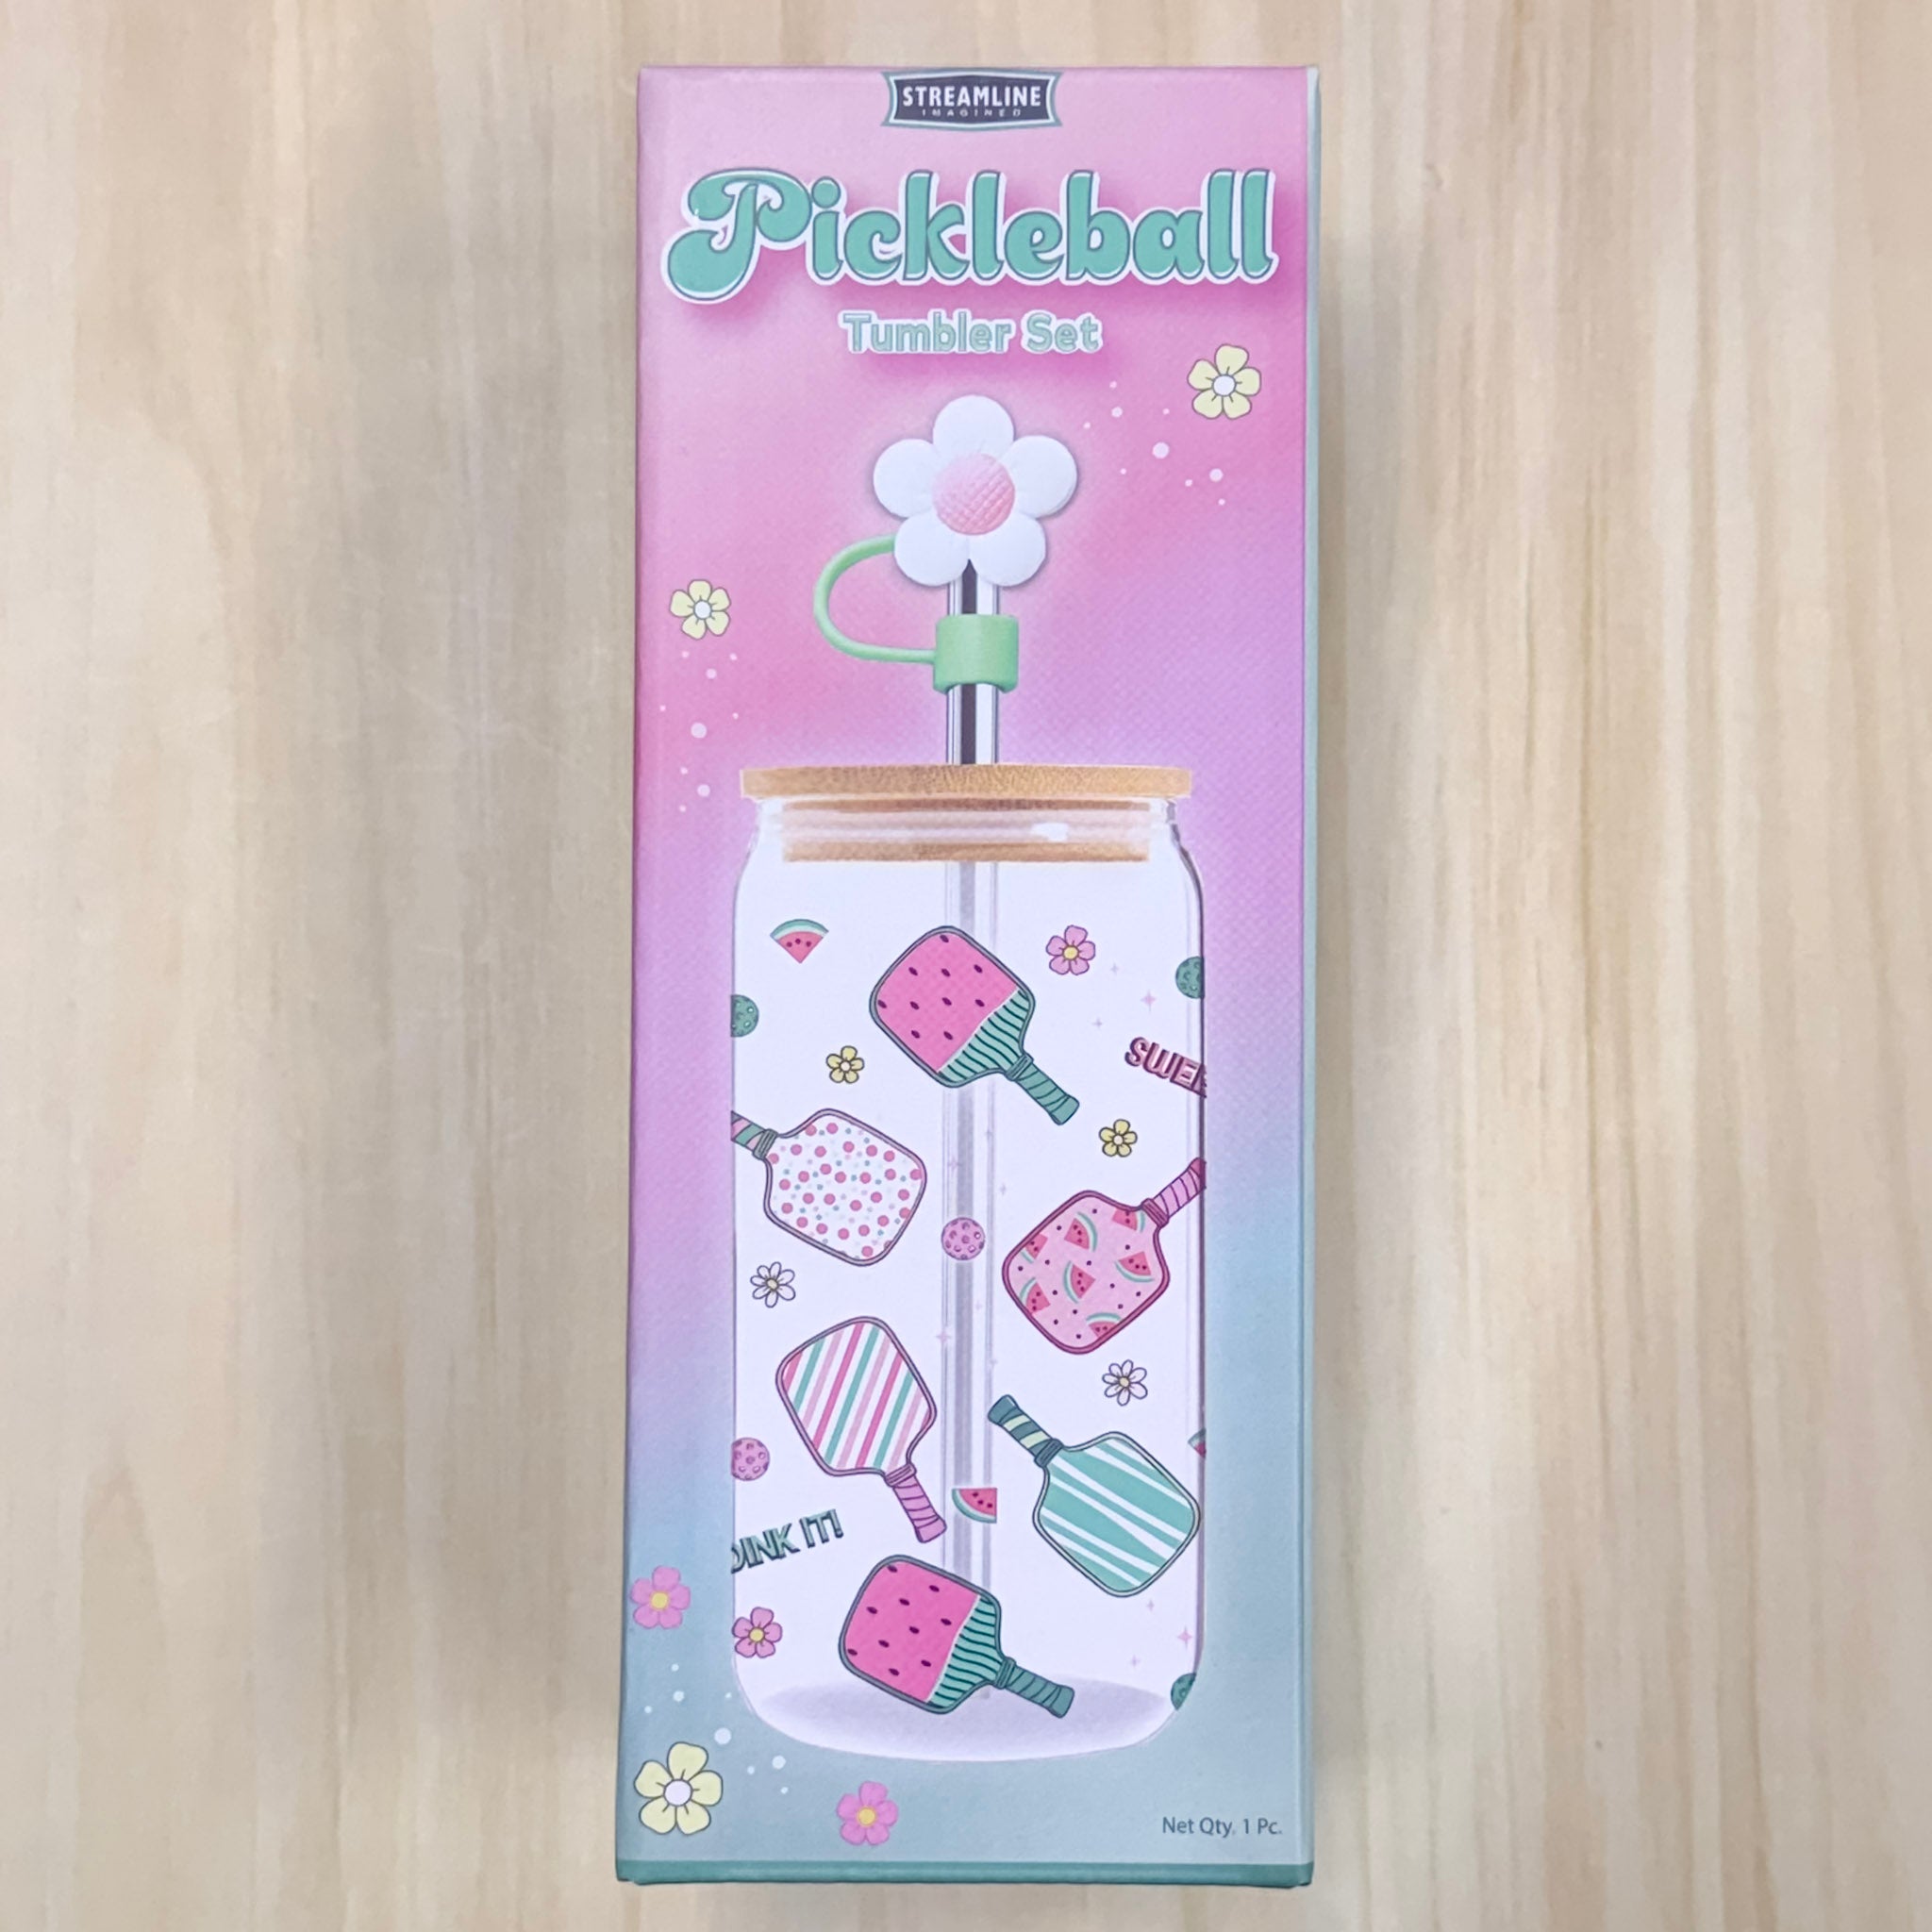 STREAMLINE
IMAGINED
Pickleball
Tumbler Set
SWEE
DINK IT!
Net Qty. 1 Pc.